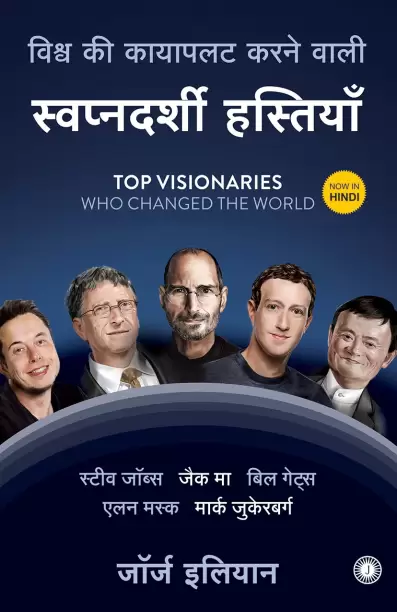 विश्व की कायापलट करने वाली
स्वप्नदर्शी हस्तियाँ
TOP VISIONARIES
WHO CHANGED THE WORLD
NOW IN
HINDI
स्टीव जॉब्स जैक मा बिल गेट्स
एलन मस्क मार्क जुकेरबर्ग
जॉर्ज इलियान
J